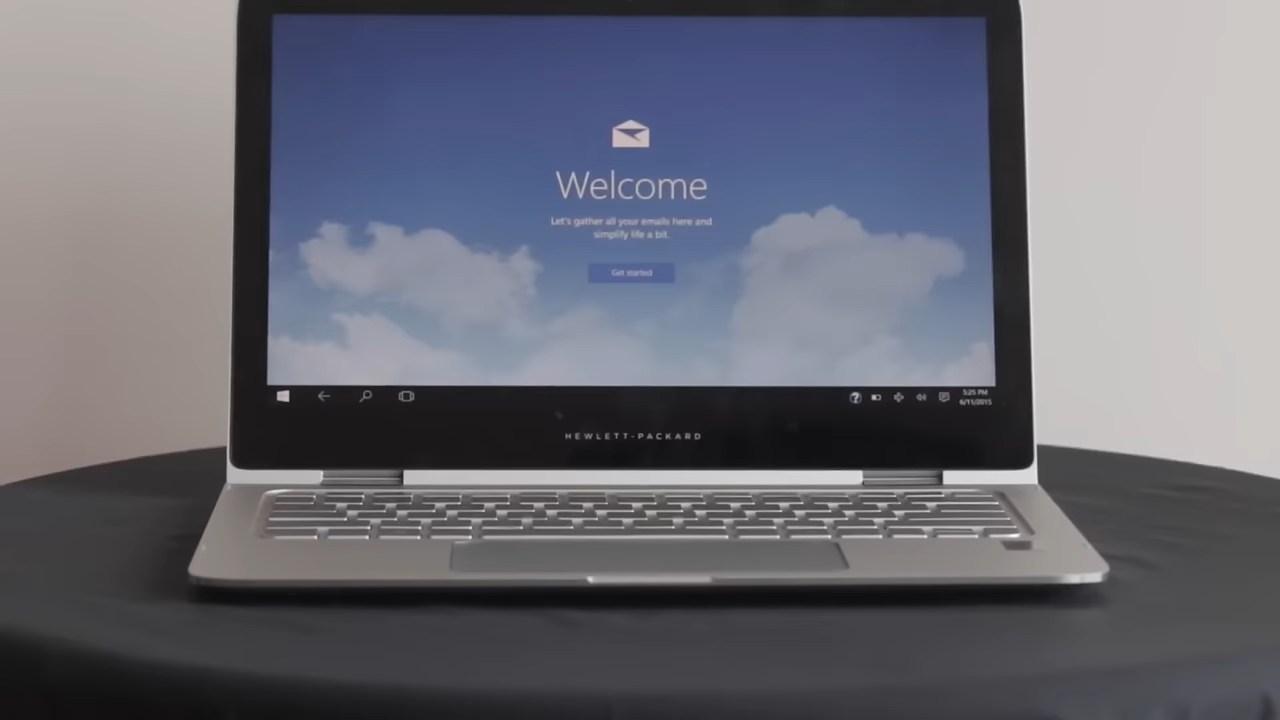 Welcome
Let's gather all your emails here and
simplify life a bit.
Get started
5:25 PM
6/11/2015
HEWLETT-PACKARD